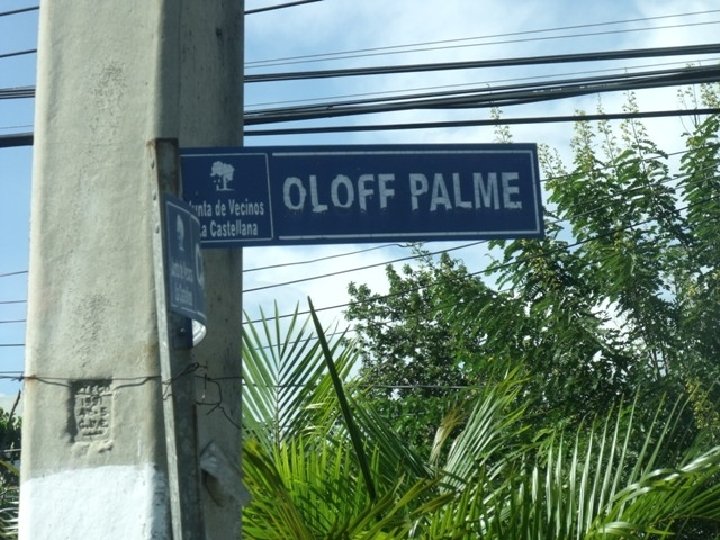 Junta de Vecinos
La Castellana
OLOFF PALME